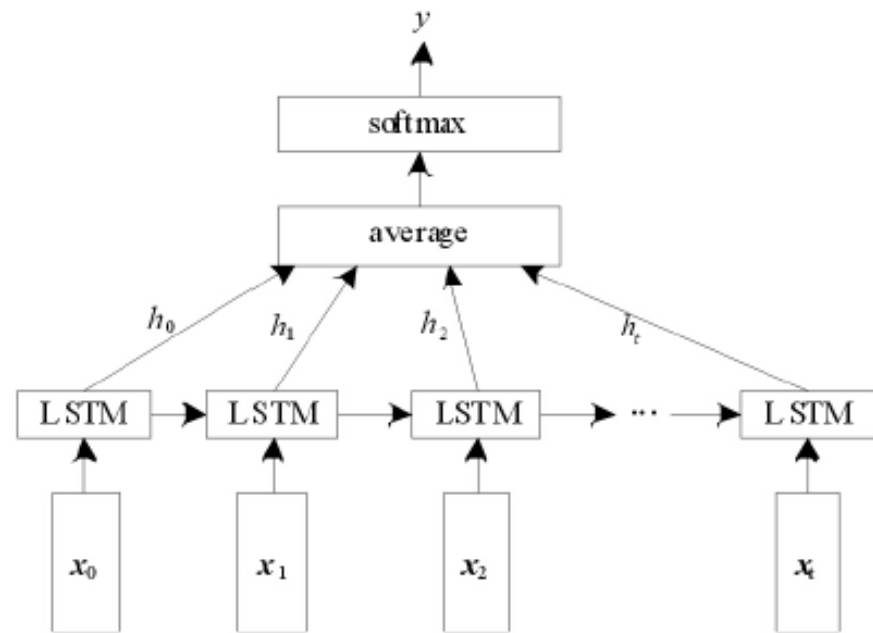 y
softmax
average
h₀ h₁ h₂ hₜ
LSTM LSTM LSTM ... LSTM
x₀ x₁ x₂ xₜ